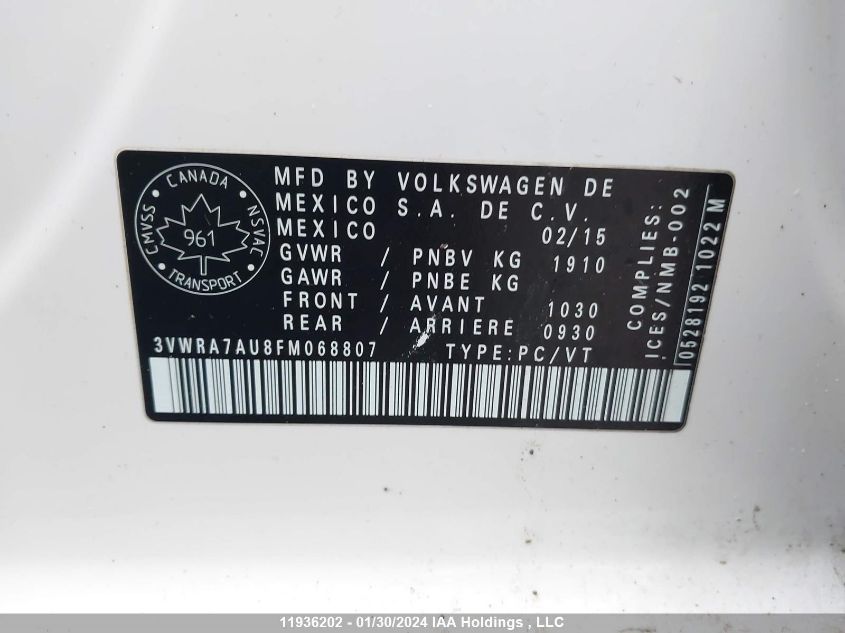 CANADA
CMVSS
NSVAC
961
TRANSPORT
MFD BY VOLKSWAGEN DE
MEXICO S.A. DE C.V.
MEXICO 02/15
GVWR / PNBV KG 1910
GAWR / PNBE KG
FRONT / AVANT 1030
REAR / ARRIERE 0930
3VWRA7AU8FM068807 TYPE:PC/VT
COMPLIES:
ICES/NMB-002
0528192 1022 M
11936202 - 01/30/2024 IAA Holdings , LLC